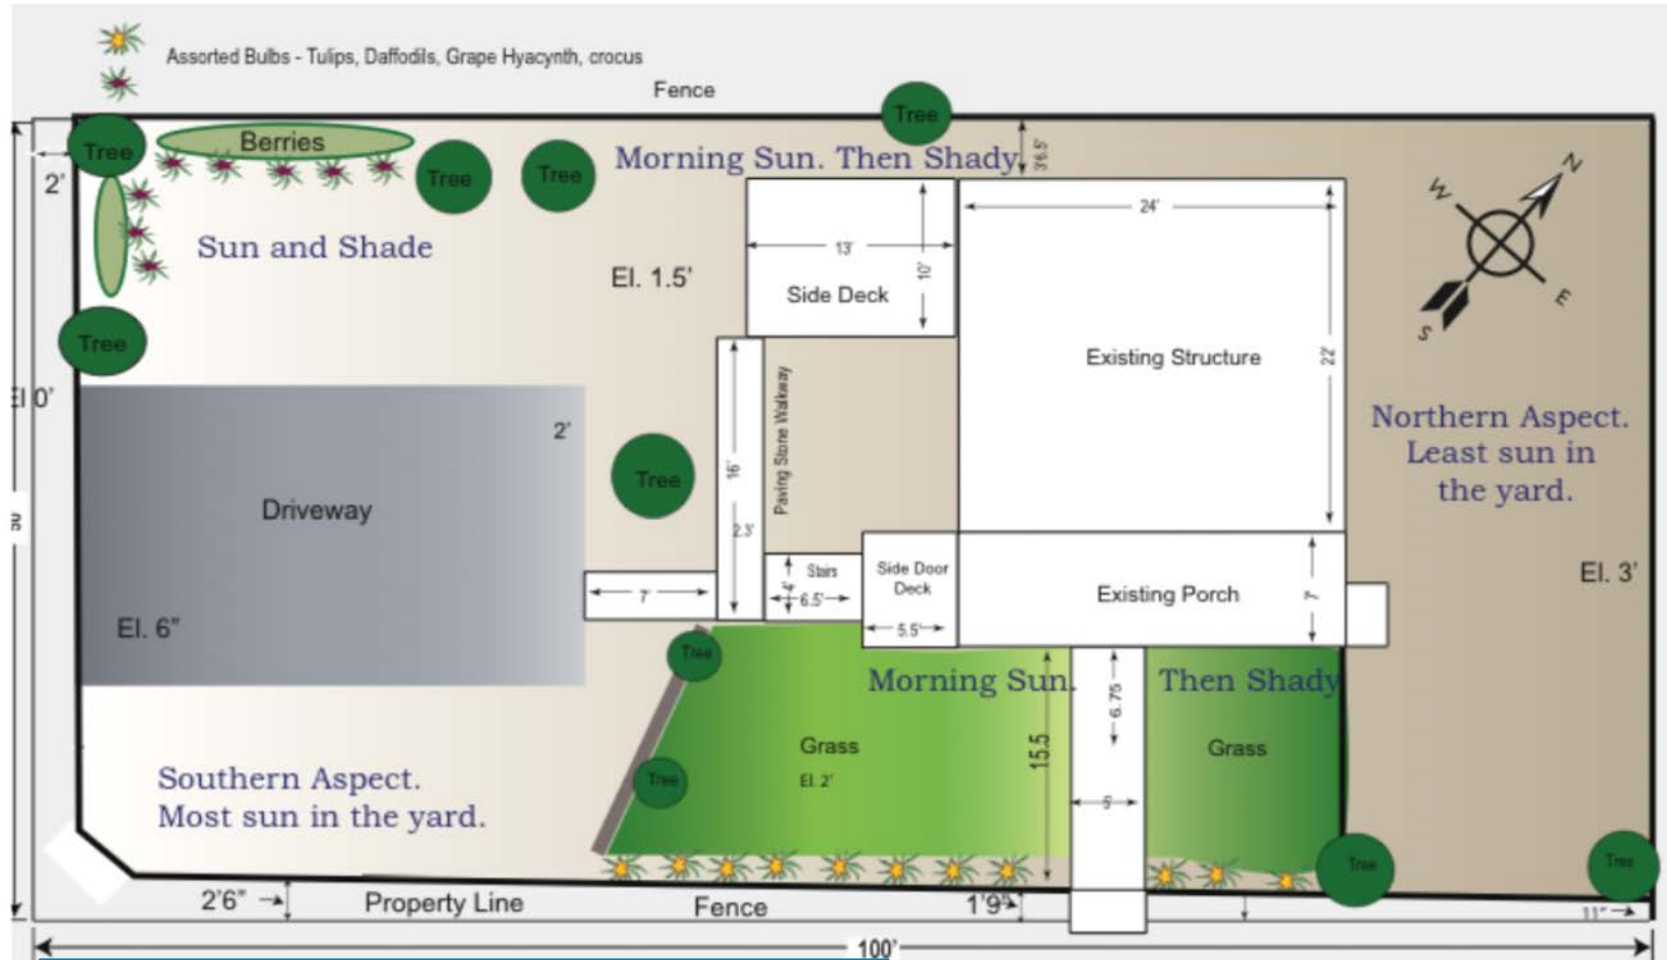 Assorted Bulbs - Tulips, Daffodils, Grape Hyacynth, crocus
Fence
Tree
Tree
Berries
Tree
Tree
Morning Sun. Then Shady
3'6.5"
2'
N
W
E
S
24'
13'
10'
Side Deck
Sun and Shade
El. 1.5'
Tree
El 0'
Existing Structure
22'
Paving Stone Walkway
16'
Northern Aspect.
Least sun in
the yard.
2'
Driveway
Tree
2.3'
Stairs
4'
6.5'
Side Door
Deck
5.5'
7'
Existing Porch
7'
El. 3'
El. 6"
Tree
Morning Sun.
Then Shady
6.75
15.5
Grass
El. 2'
Grass
Tree
Southern Aspect.
Most sun in the yard.
Tree
Tree
2'6"
Property Line
Fence
1'9"
11"
100'